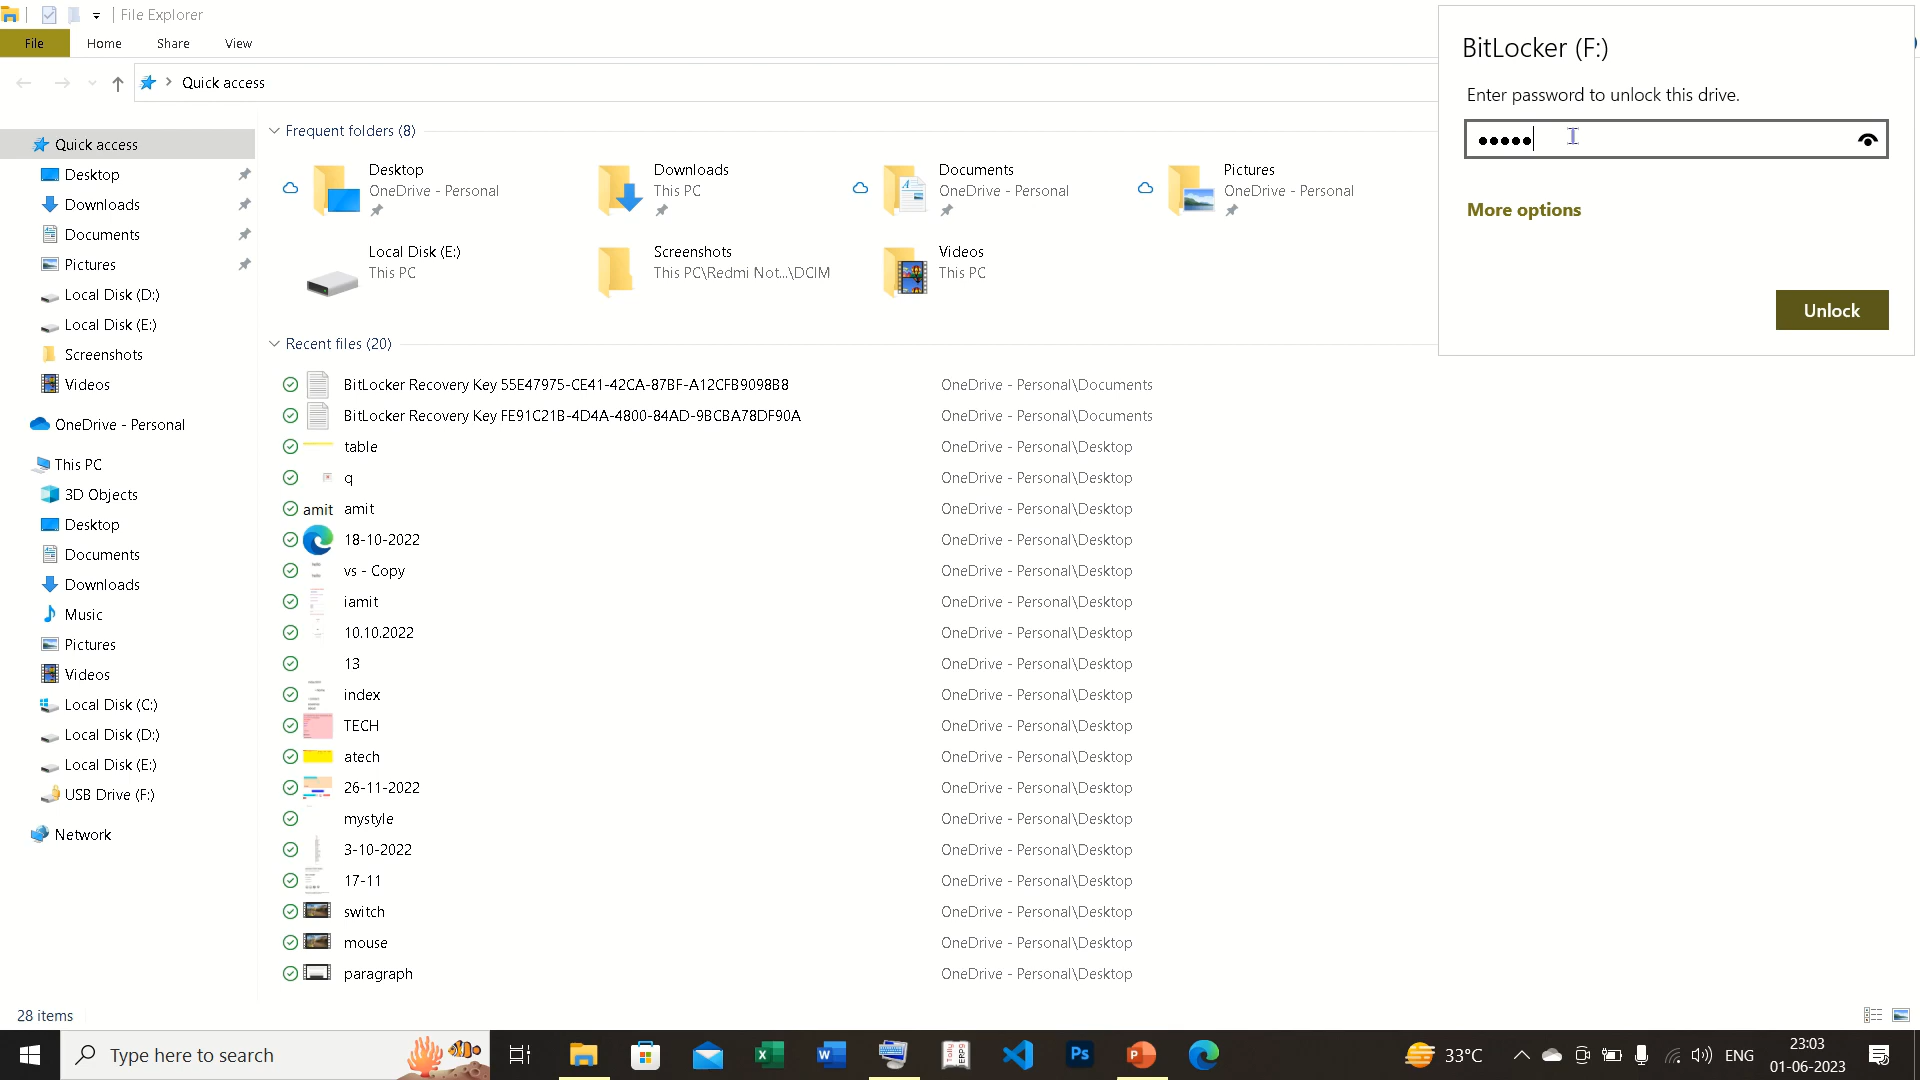 File Explorer
File
Home
Share
View
Quick access
Quick access
Desktop
Downloads
Documents
Pictures
Local Disk (D:)
Local Disk (E:)
Screenshots
Videos
OneDrive - Personal
This PC
3D Objects
Desktop
Documents
Downloads
Music
Pictures
Videos
Local Disk (C:)
Local Disk (D:)
Local Disk (E:)
USB Drive (F:)
Network
Frequent folders (8)
Desktop
OneDrive - Personal
Downloads
This PC
Documents
OneDrive - Personal
Pictures
OneDrive - Personal
Local Disk (E:)
This PC
Screenshots
This PC\Redmi Not...\DCIM
Videos
This PC
Recent files (20)
BitLocker Recovery Key 55E47975-CE41-42CA-87BF-A12CFB9098B8 OneDrive - Personal\Documents
BitLocker Recovery Key FE91C21B-4D4A-4800-84AD-9BCBA78DF90A OneDrive - Personal\Documents
table OneDrive - Personal\Desktop
q OneDrive - Personal\Desktop
amit amit OneDrive - Personal\Desktop
18-10-2022 OneDrive - Personal\Desktop
vs - Copy OneDrive - Personal\Desktop
iamit OneDrive - Personal\Desktop
10.10.2022 OneDrive - Personal\Desktop
13 OneDrive - Personal\Desktop
index OneDrive - Personal\Desktop
TECH OneDrive - Personal\Desktop
atech OneDrive - Personal\Desktop
26-11-2022 OneDrive - Personal\Desktop
mystyle OneDrive - Personal\Desktop
3-10-2022 OneDrive - Personal\Desktop
17-11 OneDrive - Personal\Desktop
switch OneDrive - Personal\Desktop
mouse OneDrive - Personal\Desktop
paragraph OneDrive - Personal\Desktop
28 items
BitLocker (F:)
Enter password to unlock this drive.
●●●●●
More options
Unlock
Type here to search
33°C
ENG
23:03
01-06-2023